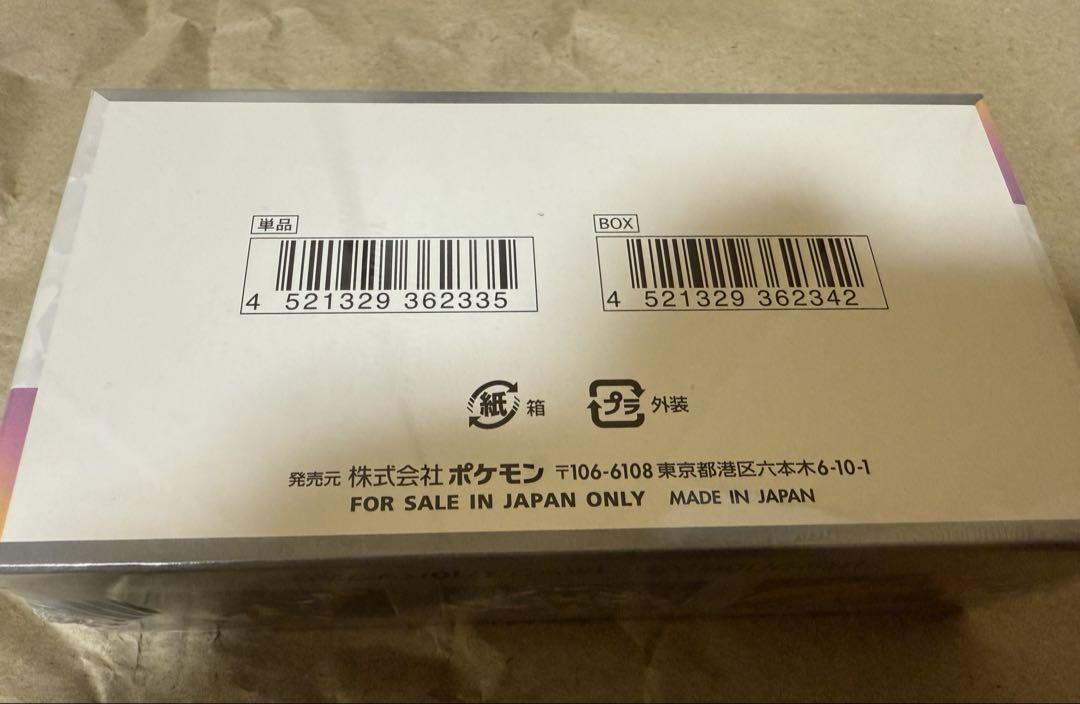 単品
BOX
4 521329 362335
4 521329 362342
紙 箱
プラ 外装
発売元 株式会社 ポケモン 〒106-6108 東京都港区六本木6-10-1
FOR SALE IN JAPAN ONLY MADE IN JAPAN